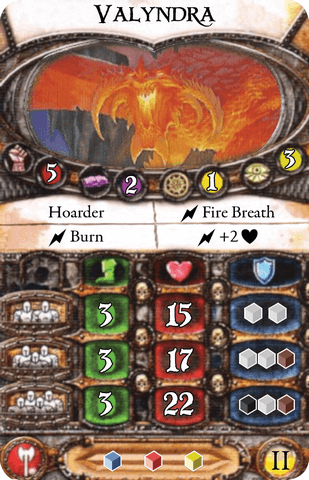 VALYNDRA
5 2 1 3
Hoarder Fire Breath
Burn +2
3 15
3 17
3 22
II